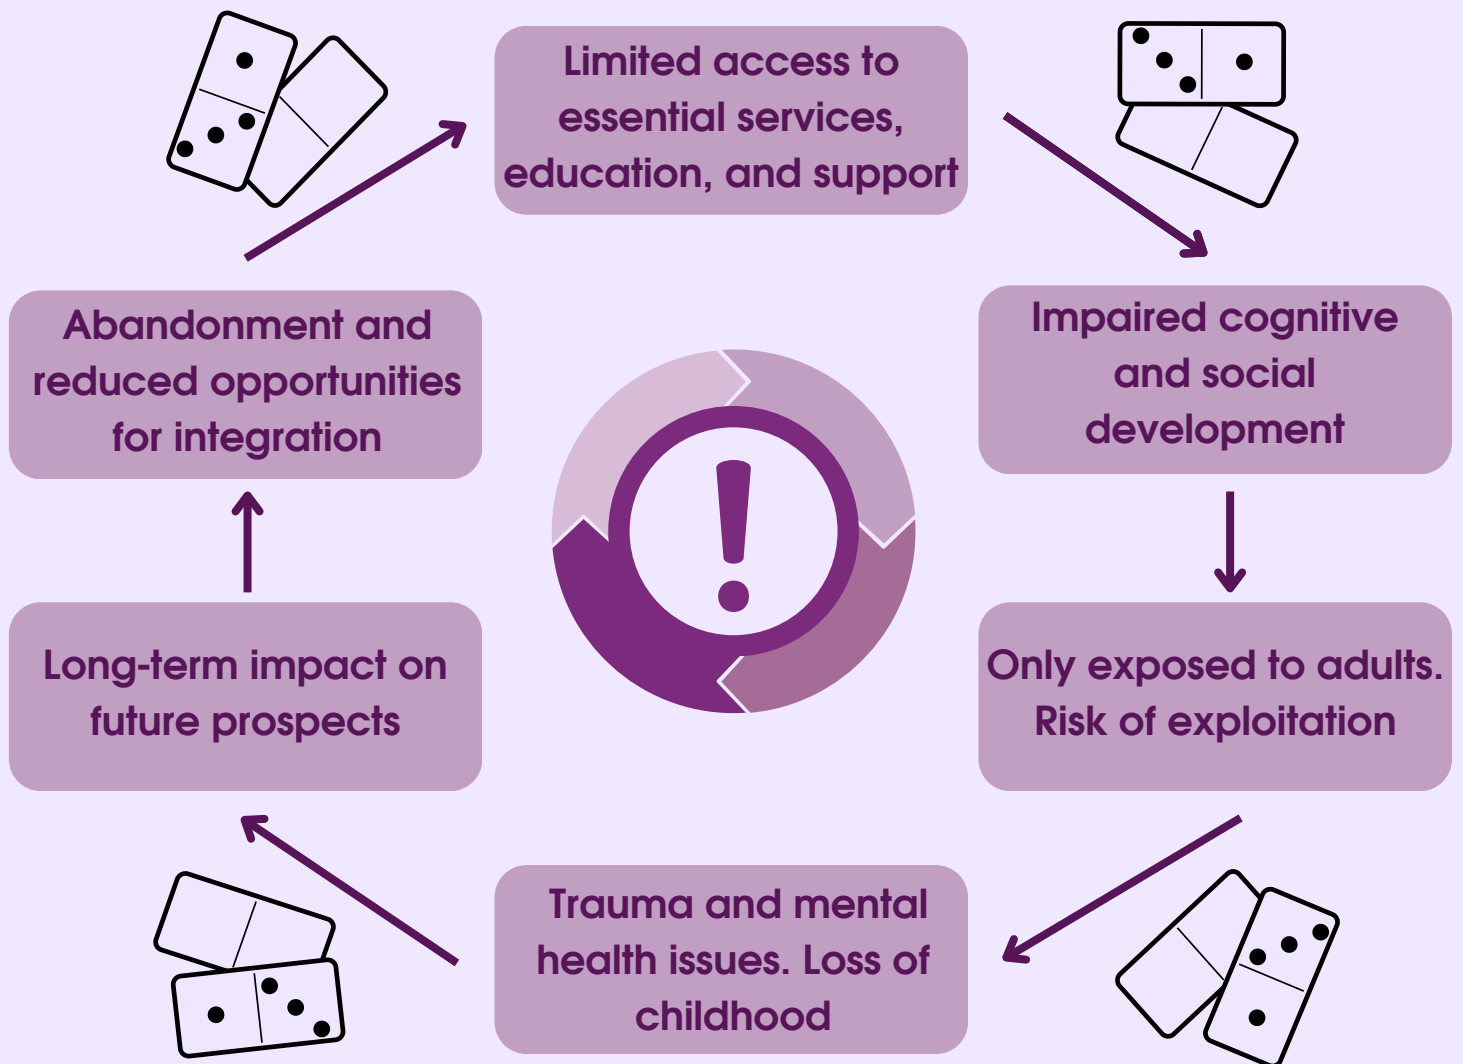 Limited access to
essential services,
education, and support
Impaired cognitive
and social
development
Only exposed to adults.
Risk of exploitation
Trauma and mental
health issues. Loss of
childhood
Long-term impact on
future prospects
Abandonment and
reduced opportunities
for integration
!